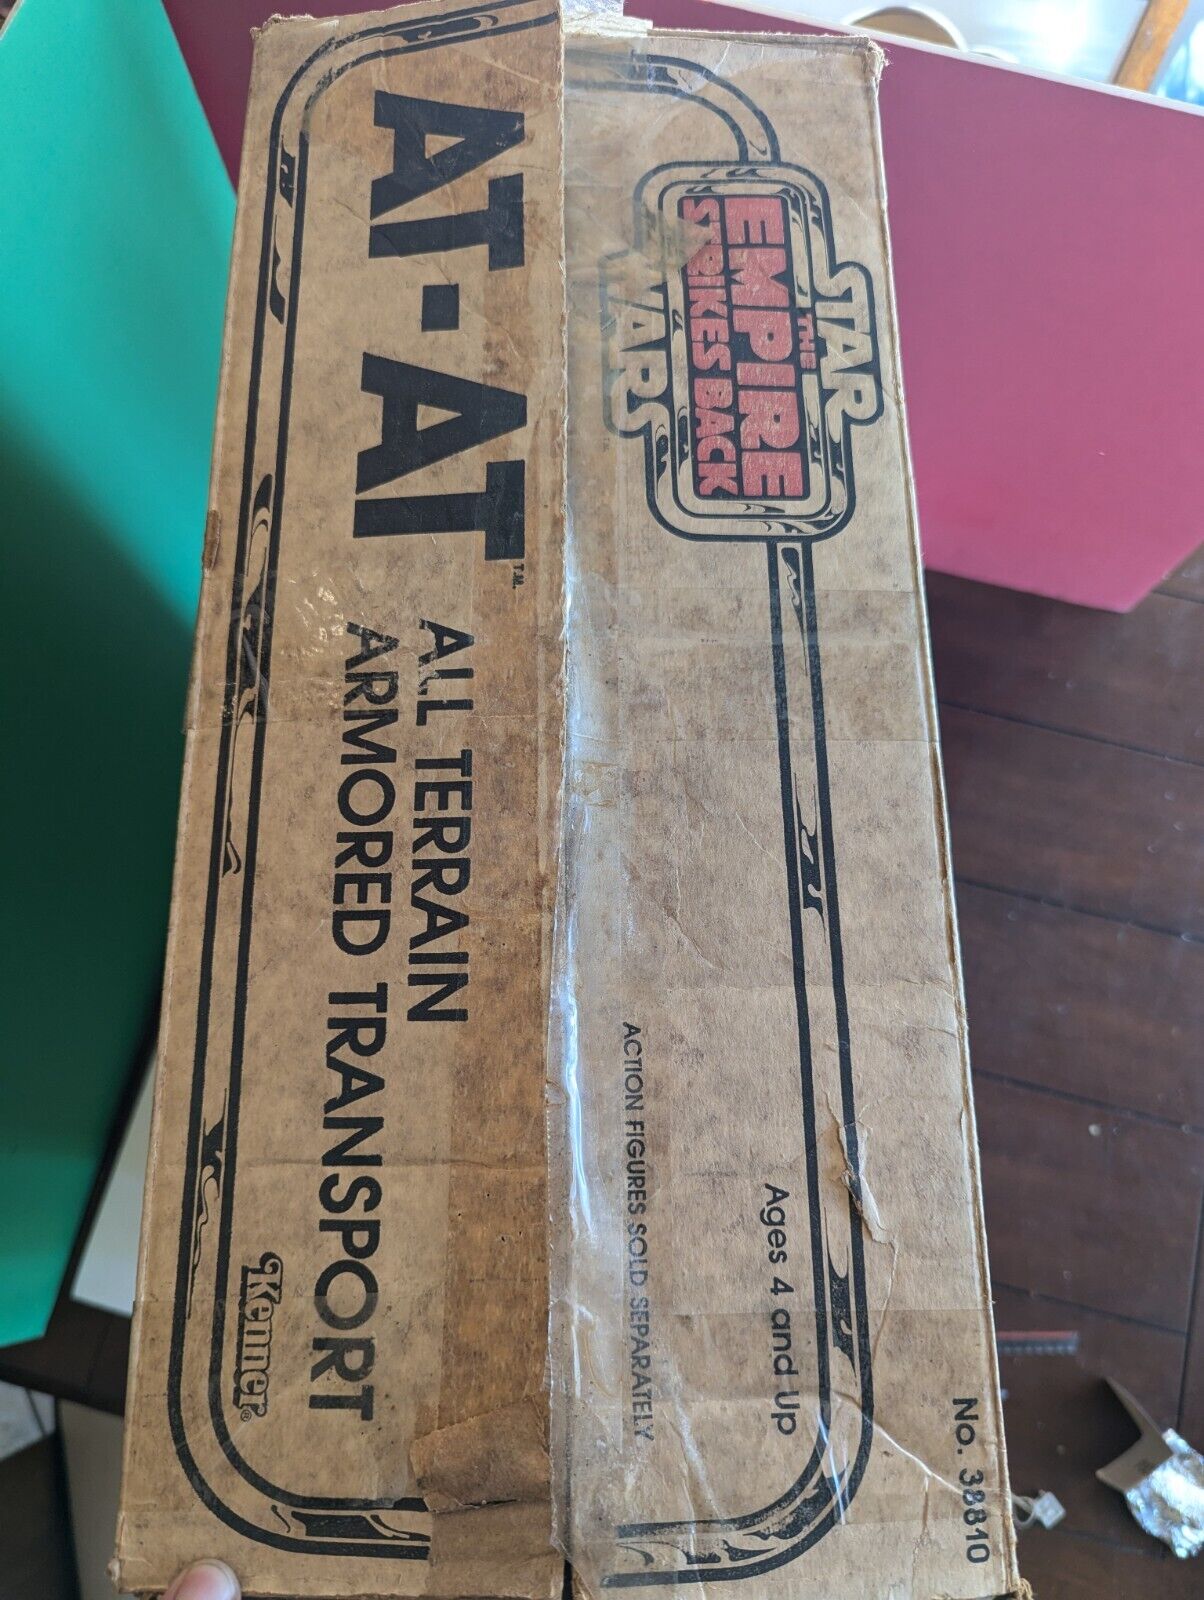 STAR
THE
EMPIRE
STRIKES BACK
WARS
No. 38810
Ages 4 and Up
ACTION FIGURES SOLD SEPARATELY
AT-AT T.M.
ALL TERRAIN
ARMORED TRANSPORT
Kenner®